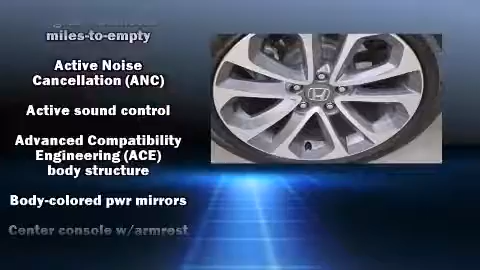 miles-to-empty
Active Noise
Cancellation (ANC)
Active sound control
Advanced Compatibility
Engineering (ACE)
body structure
Body-colored pwr mirrors
Center console w/armrest